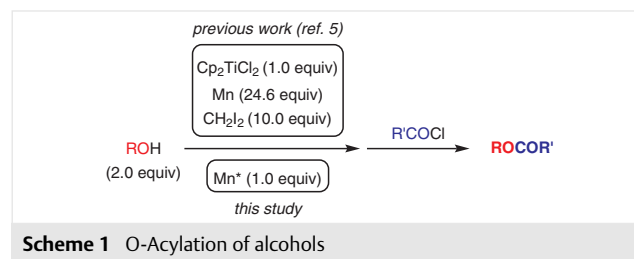 previous work (ref. 5)
Cp₂TiCl₂ (1.0 equiv)
Mn (24.6 equiv)
CH₂I₂ (10.0 equiv)
ROH
(2.0 equiv)
R'COCl
ROCOR'
Mn* (1.0 equiv)
this study
Scheme 1 O-Acylation of alcohols